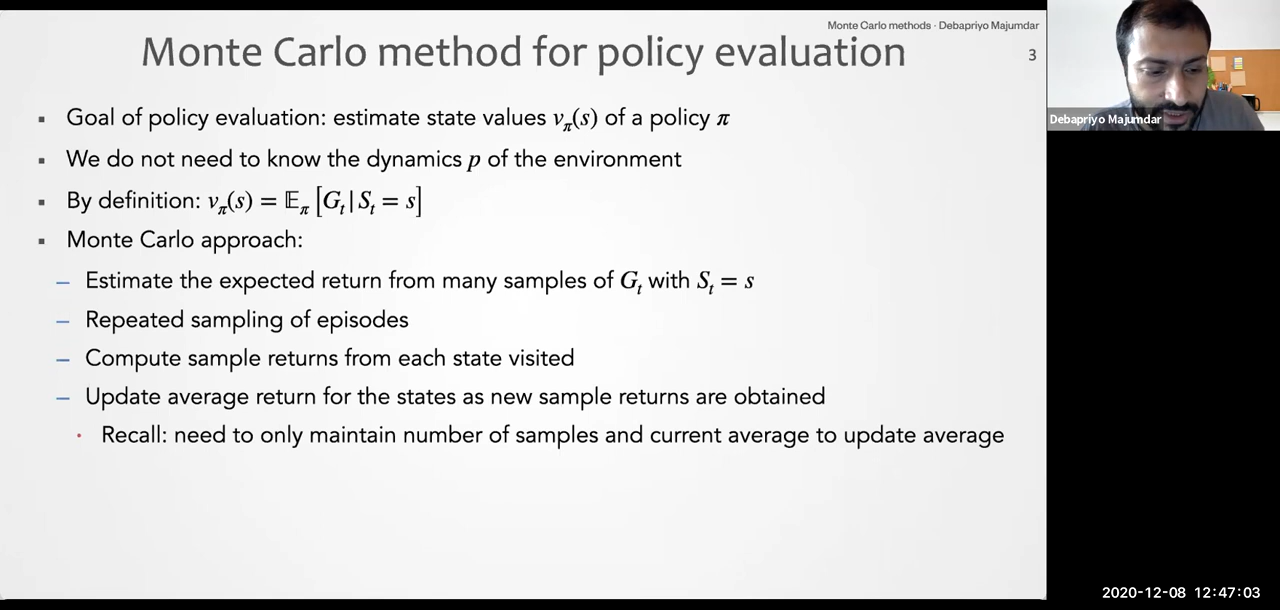 Monte Carlo methods · Debapriyo Majumdar
Monte Carlo method for policy evaluation
3
▪ Goal of policy evaluation: estimate state values vπ(s) of a policy π
▪ We do not need to know the dynamics p of the environment
▪ By definition: vπ(s) = 𝔼π [Gt | St = s]
▪ Monte Carlo approach:
– Estimate the expected return from many samples of Gt with St = s
– Repeated sampling of episodes
– Compute sample returns from each state visited
– Update average return for the states as new sample returns are obtained
· Recall: need to only maintain number of samples and current average to update average
Debapriyo Majumdar
2020-12-08 12:47:03